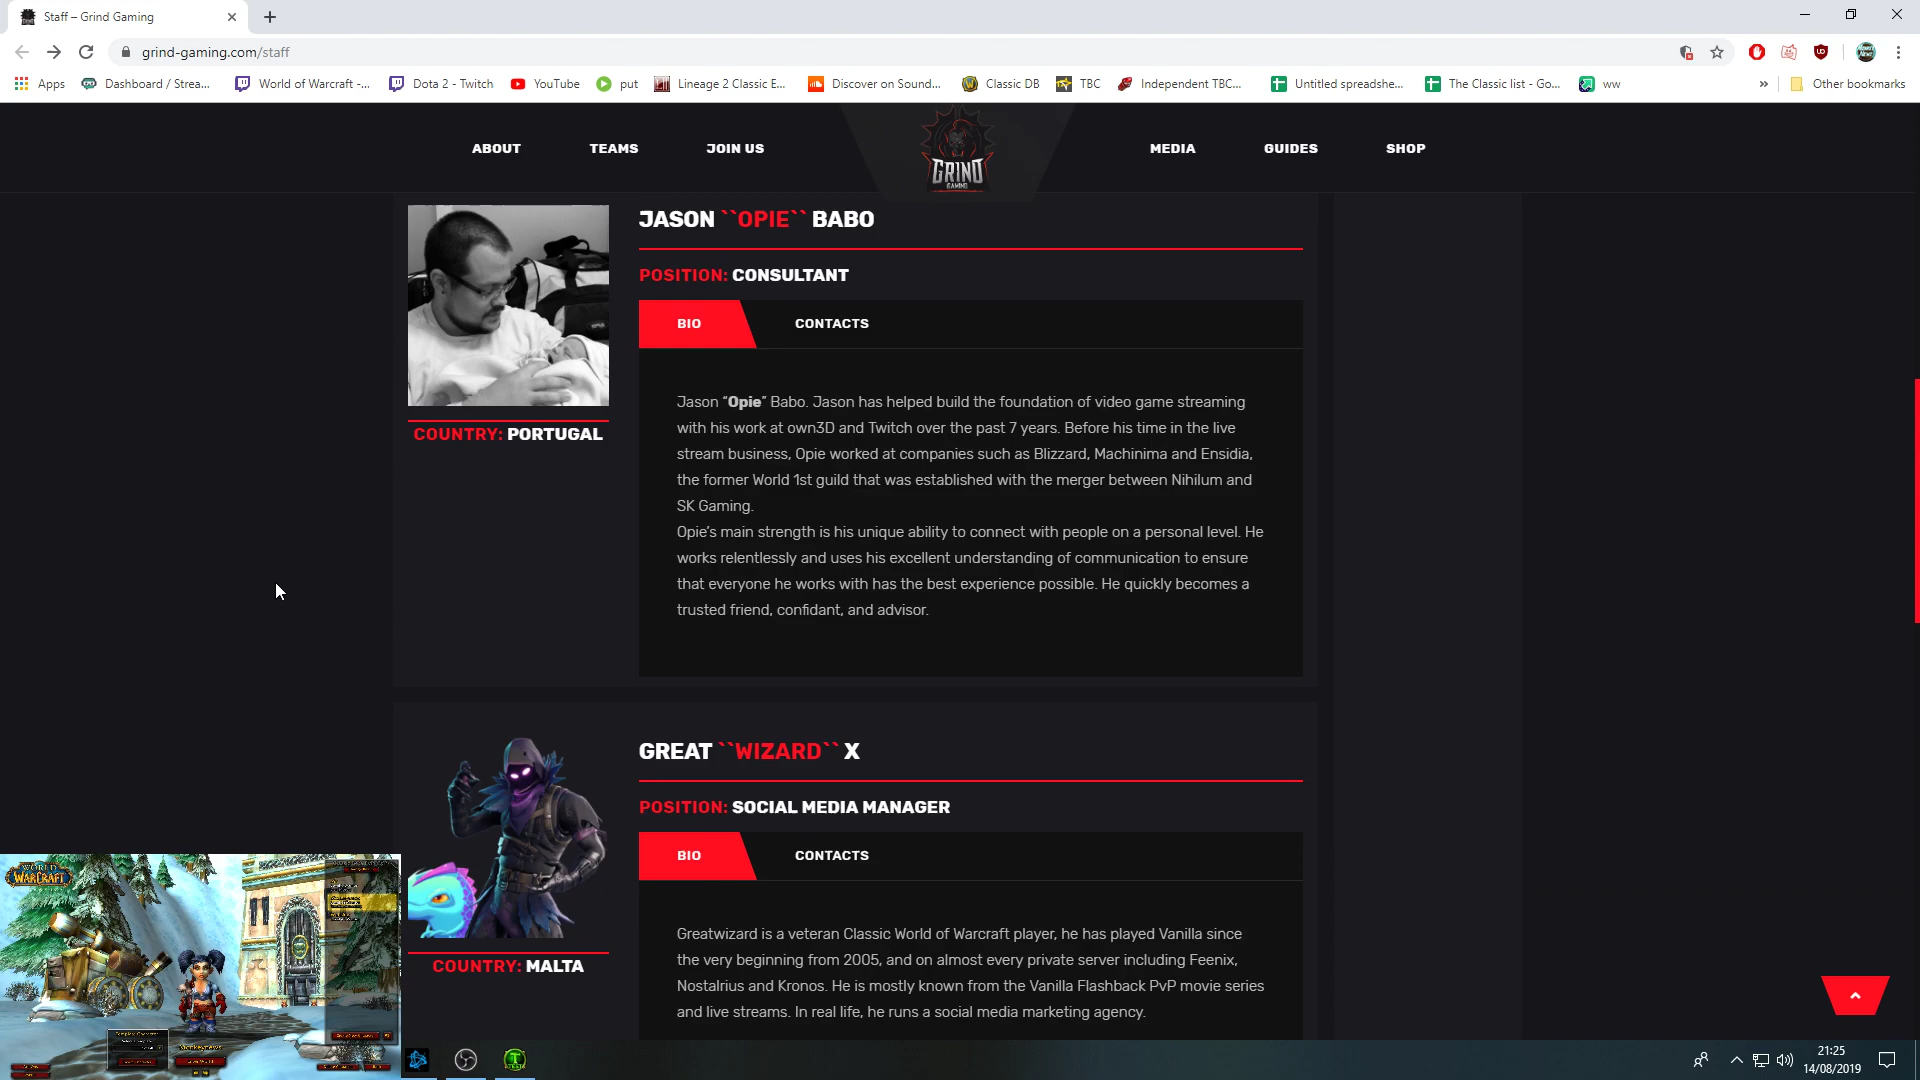 Staff – Grind Gaming
grind-gaming.com/staff
Apps
Dashboard / Strea...
World of Warcraft -...
Dota 2 - Twitch
YouTube
put
Lineage 2 Classic E...
Discover on Sound...
Classic DB
TBC
Independent TBC...
Untitled spreadshe...
The Classic list - Go...
ww
»
Other bookmarks
ABOUT
TEAMS
JOIN US
GRIND
GAMING
MEDIA
GUIDES
SHOP
JASON ``OPIE`` BABO
POSITION: CONSULTANT
BIO
CONTACTS
COUNTRY: PORTUGAL
Jason “Opie” Babo. Jason has helped build the foundation of video game streaming
with his work at own3D and Twitch over the past 7 years. Before his time in the live
stream business, Opie worked at companies such as Blizzard, Machinima and Ensidia,
the former World 1st guild that was established with the merger between Nihilum and
SK Gaming.
Opie’s main strength is his unique ability to connect with people on a personal level. He
works relentlessly and uses his excellent understanding of communication to ensure
that everyone he works with has the best experience possible. He quickly becomes a
trusted friend, confidant, and advisor.
GREAT ``WIZARD`` X
POSITION: SOCIAL MEDIA MANAGER
BIO
CONTACTS
COUNTRY: MALTA
Greatwizard is a veteran Classic World of Warcraft player, he has played Vanilla since
the very beginning from 2005, and on almost every private server including Feenix,
Nostalrius and Kronos. He is mostly known from the Vanilla Flashback PvP movie series
and live streams. In real life, he runs a social media marketing agency.
WORLD
WARCRAFT
21:25
14/08/2019